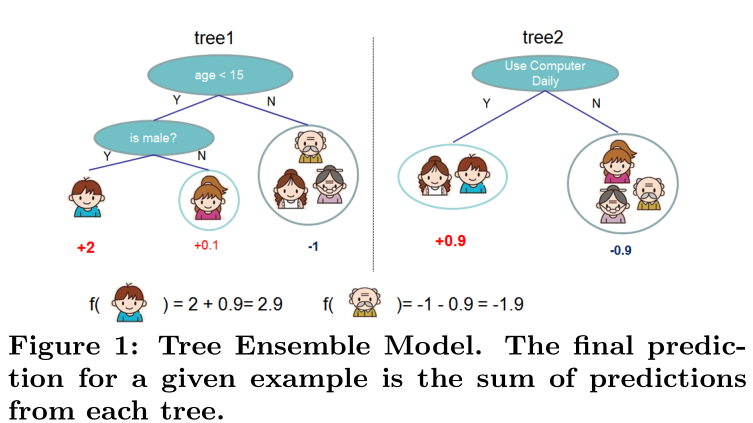 tree1
tree2
age < 15
Use Computer
Daily
Y
N
Y
N
is male?
Y
N
+2
+0.1
-1
+0.9
-0.9
f( ) = 2 + 0.9= 2.9
f( )= -1 - 0.9 = -1.9
Figure 1: Tree Ensemble Model. The final predic-
tion for a given example is the sum of predictions
from each tree.